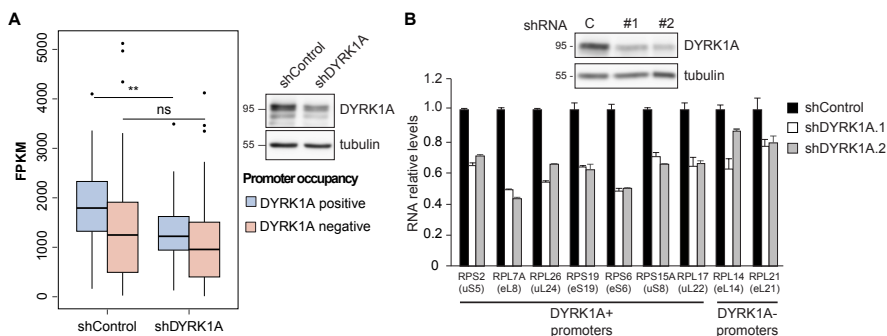 A
FPKM
5000
4000
3000
2000
1000
0
**
ns
shControl
shDYRK1A
shControl
shDYRK1A
95
DYRK1A
55
tubulin
Promoter occupancy
DYRK1A positive
DYRK1A negative
B
shRNA C #1 #2
95 DYRK1A
55 tubulin
RNA relative levels
1.2
1.0
0.8
0.6
0.4
0.2
0
shControl
shDYRK1A.1
shDYRK1A.2
RPS2 RPL7A RPL26 RPS19 RPS6 RPS15A RPL17 RPL14 RPL21
(uS5) (eL8) (uL24) (eS19) (eS6) (uS8) (uL22) (eL14) (eL21)
DYRK1A+ DYRK1A-
promoters promoters